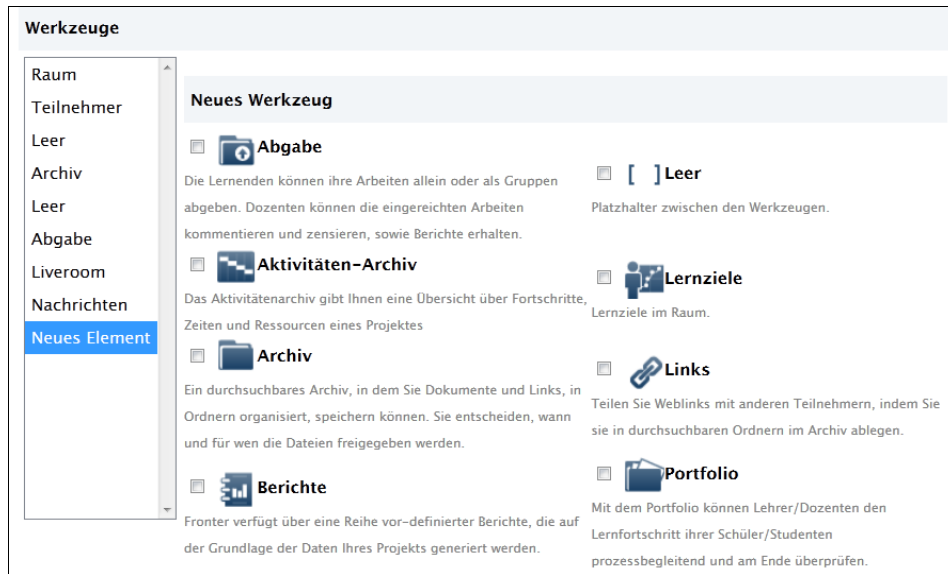 Werkzeuge
Raum
Teilnehmer
Leer
Archiv
Leer
Abgabe
Liveroom
Nachrichten
Neues Element
Neues Werkzeug
Abgabe
Die Lernenden können ihre Arbeiten allein oder als Gruppen
abgeben. Dozenten können die eingereichten Arbeiten
kommentieren und zensieren, sowie Berichte erhalten.
[ ] Leer
Platzhalter zwischen den Werkzeugen.
Aktivitäten-Archiv
Das Aktivitätenarchiv gibt Ihnen eine Übersicht über Fortschritte,
Zeiten und Ressourcen eines Projektes
Lernziele
Lernziele im Raum.
Archiv
Ein durchsuchbares Archiv, in dem Sie Dokumente und Links, in
Ordnern organisiert, speichern können. Sie entscheiden, wann
und für wen die Dateien freigegeben werden.
Links
Teilen Sie Weblinks mit anderen Teilnehmern, indem Sie
sie in durchsuchbaren Ordnern im Archiv ablegen.
Berichte
Fronter verfügt über eine Reihe vor-definierter Berichte, die auf
der Grundlage der Daten Ihres Projekts generiert werden.
Portfolio
Mit dem Portfolio können Lehrer/Dozenten den
Lernfortschritt ihrer Schüler/Studenten
prozessbegleitend und am Ende überprüfen.